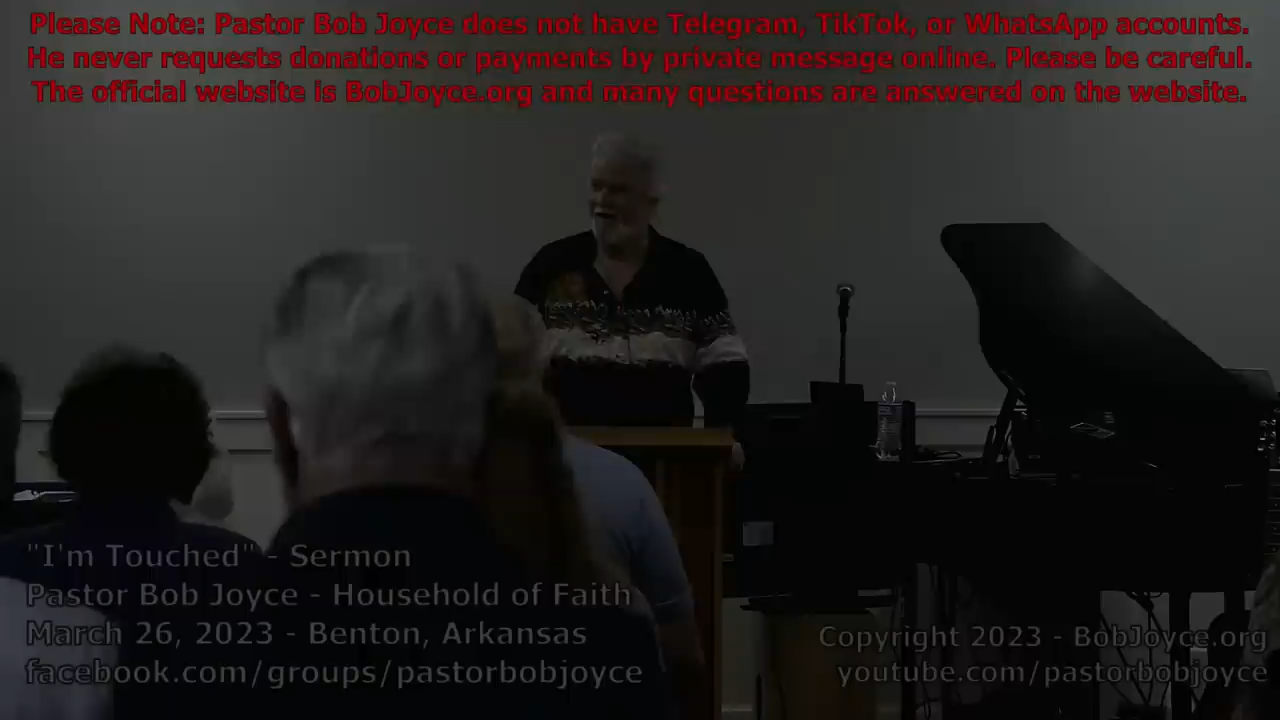 Please Note: Pastor Bob Joyce does not have Telegram, TikTok, or WhatsApp accounts.
He never requests donations or payments by private message online. Please be careful.
The official website is BobJoyce.org and many questions are answered on the website.
"I'm Touched" - Sermon
Pastor Bob Joyce - Household of Faith
March 26, 2023 - Benton, Arkansas
facebook.com/groups/pastorbobjoyce
Copyright 2023 - BobJoyce.org
youtube.com/pastorbobjoyce